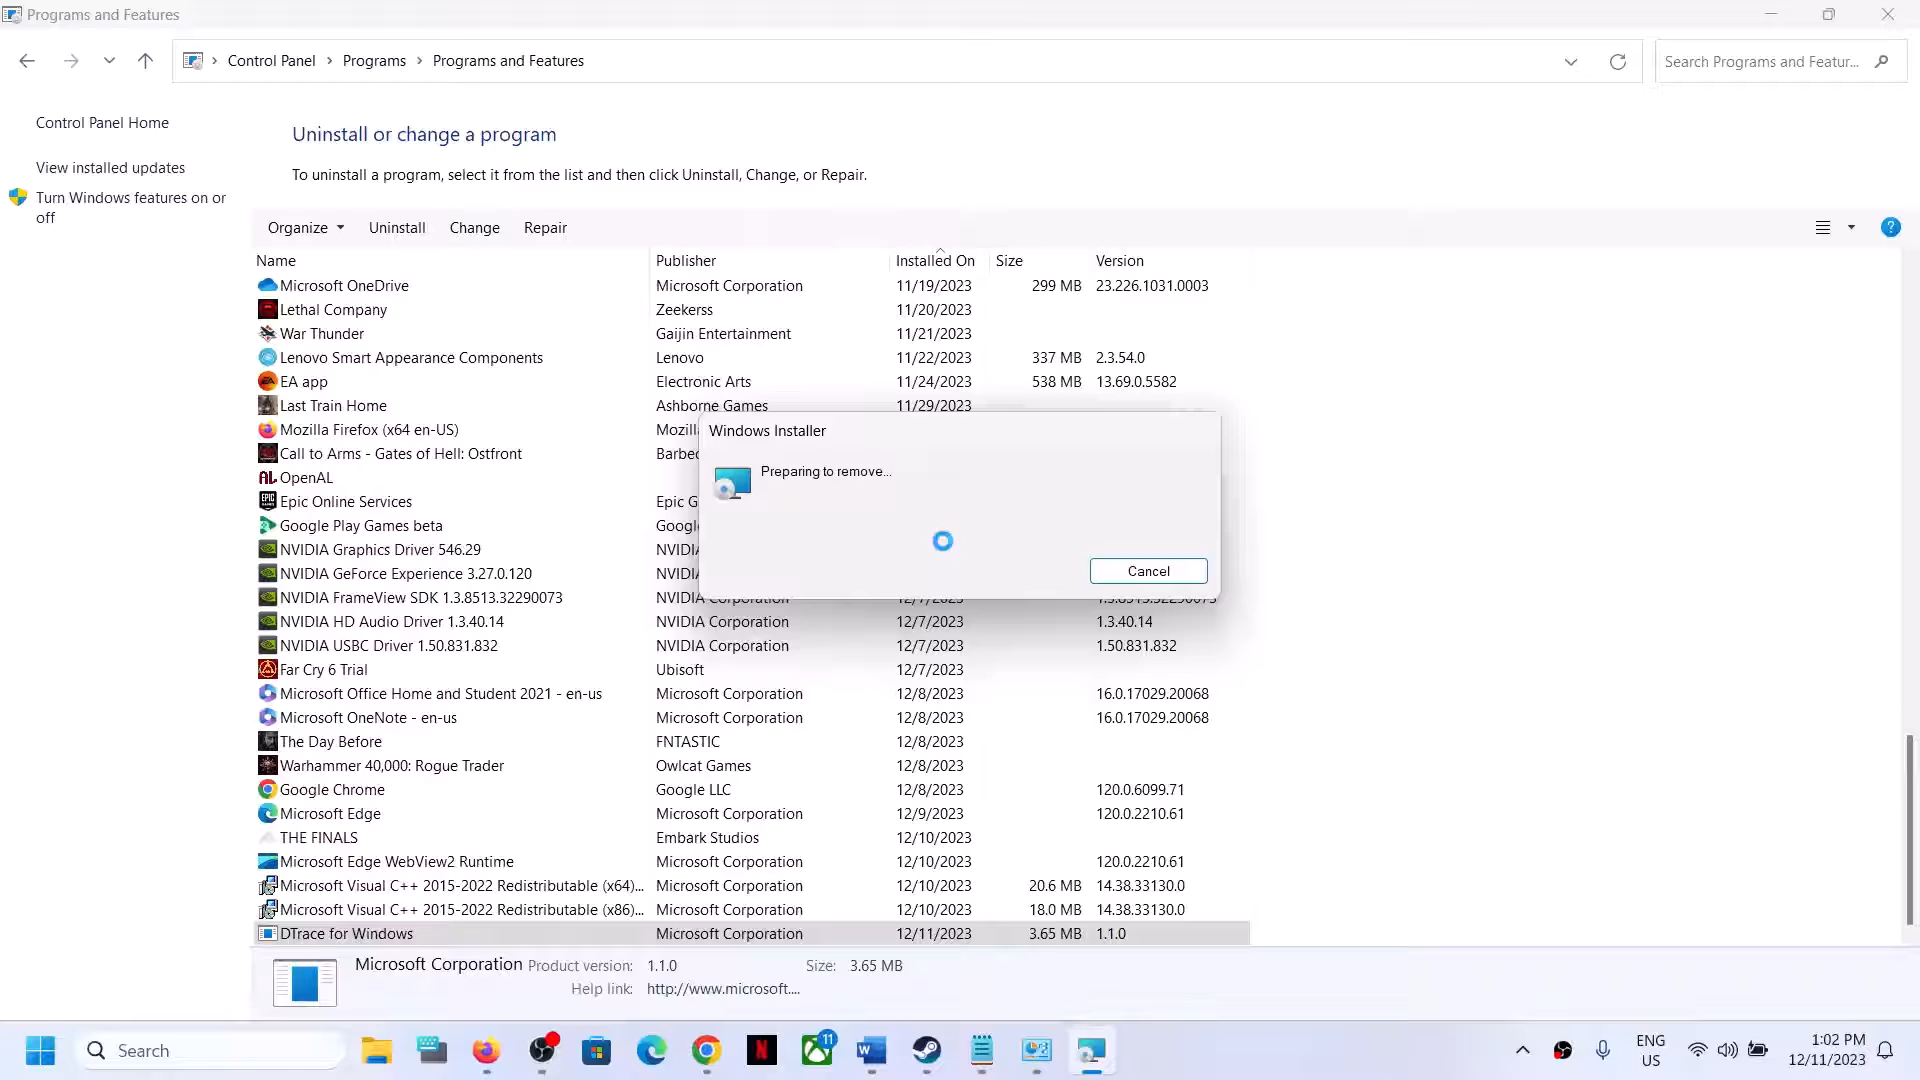 Programs and Features
Control Panel > Programs > Programs and Features
Search Programs and Featur...
Control Panel Home
View installed updates
Turn Windows features on or
off
Uninstall or change a program
To uninstall a program, select it from the list and then click Uninstall, Change, or Repair.
Organize Uninstall Change Repair
Name Publisher Installed On Size Version
Microsoft OneDrive Microsoft Corporation 11/19/2023 299 MB 23.226.1031.0003
Lethal Company Zeekerss 11/20/2023
War Thunder Gaijin Entertainment 11/21/2023
Lenovo Smart Appearance Components Lenovo 11/22/2023 337 MB 2.3.54.0
EA app Electronic Arts 11/24/2023 538 MB 13.69.0.5582
Last Train Home Ashborne Games 11/29/2023
Mozilla Firefox (x64 en-US) Mozill
Call to Arms - Gates of Hell: Ostfront Barbec
OpenAL
Epic Online Services Epic G
Google Play Games beta Googl
NVIDIA Graphics Driver 546.29 NVIDI
NVIDIA GeForce Experience 3.27.0.120 NVIDI
NVIDIA FrameView SDK 1.3.8513.32290073 NVIDIA Corporation 12/7/2023 1.3.8513.32290073
NVIDIA HD Audio Driver 1.3.40.14 NVIDIA Corporation 12/7/2023 1.3.40.14
NVIDIA USBC Driver 1.50.831.832 NVIDIA Corporation 12/7/2023 1.50.831.832
Far Cry 6 Trial Ubisoft 12/7/2023
Microsoft Office Home and Student 2021 - en-us Microsoft Corporation 12/8/2023 16.0.17029.20068
Microsoft OneNote - en-us Microsoft Corporation 12/8/2023 16.0.17029.20068
The Day Before FNTASTIC 12/8/2023
Warhammer 40,000: Rogue Trader Owlcat Games 12/8/2023
Google Chrome Google LLC 12/8/2023 120.0.6099.71
Microsoft Edge Microsoft Corporation 12/9/2023 120.0.2210.61
THE FINALS Embark Studios 12/10/2023
Microsoft Edge WebView2 Runtime Microsoft Corporation 12/10/2023 120.0.2210.61
Microsoft Visual C++ 2015-2022 Redistributable (x64)... Microsoft Corporation 12/10/2023 20.6 MB 14.38.33130.0
Microsoft Visual C++ 2015-2022 Redistributable (x86)... Microsoft Corporation 12/10/2023 18.0 MB 14.38.33130.0
DTrace for Windows Microsoft Corporation 12/11/2023 3.65 MB 1.1.0
Windows Installer
Preparing to remove...
Cancel
Microsoft Corporation Product version: 1.1.0 Size: 3.65 MB
Help link: http://www.microsoft....
Search
11
ENG
US
1:02 PM
12/11/2023